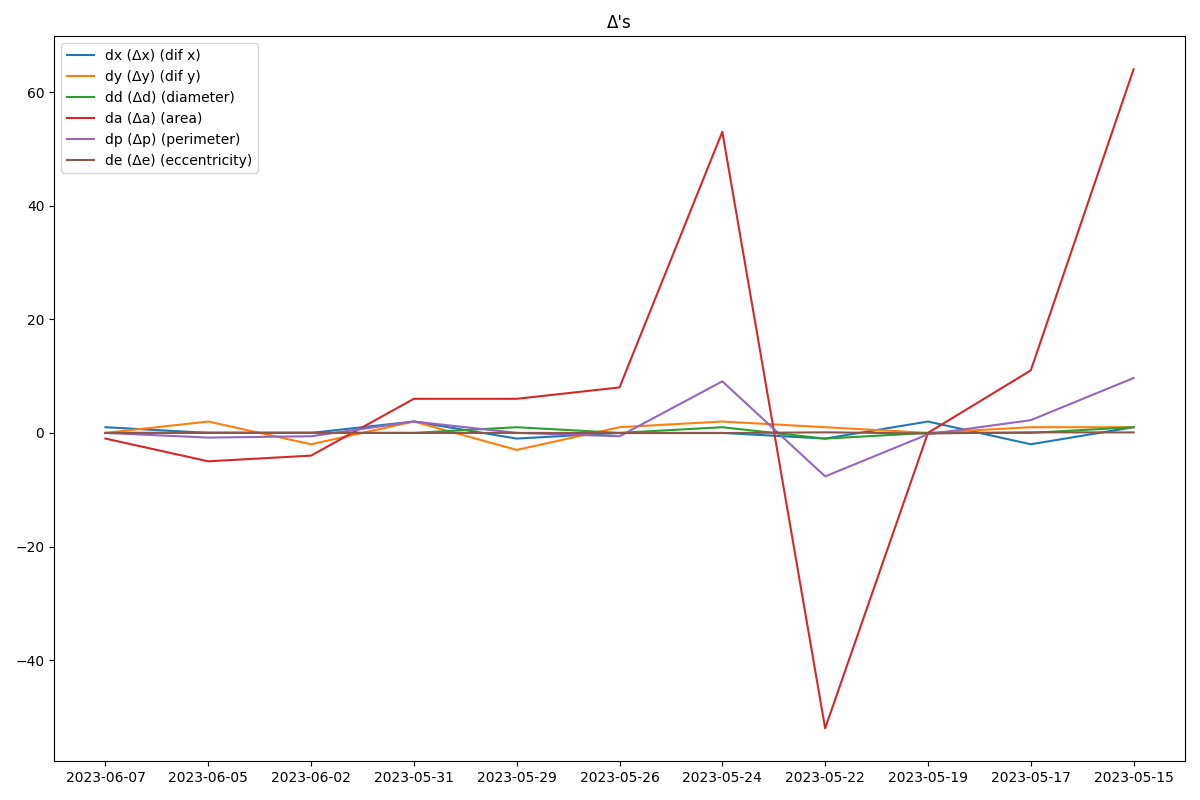 Δ's
dx (Δx) (dif x)
dy (Δy) (dif y)
dd (Δd) (diameter)
da (Δa) (area)
dp (Δp) (perimeter)
de (Δe) (eccentricity)
60
40
20
0
−20
−40
2023-06-07 2023-06-05 2023-06-02 2023-05-31 2023-05-29 2023-05-26 2023-05-24 2023-05-22 2023-05-19 2023-05-17 2023-05-15